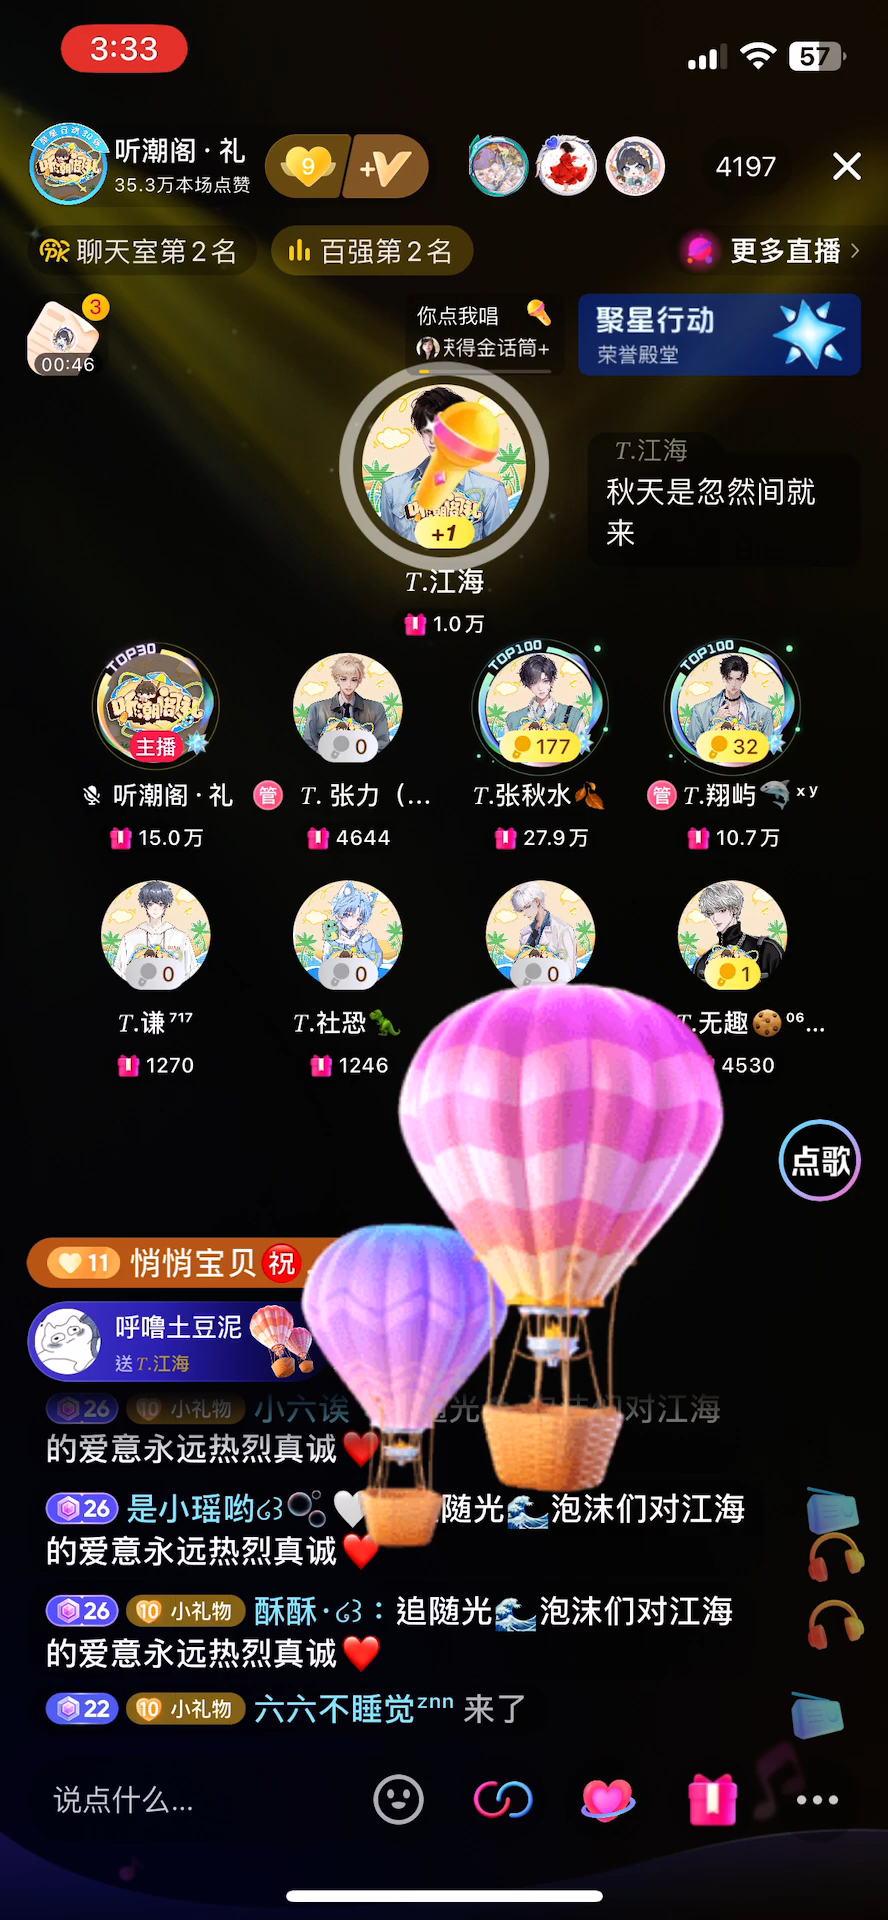 3:33
57
听潮阁·礼
35.3万本场点赞
9
+
4197
聊天室第2名
百强第2名
更多直播
3
00:46
你点我唱
获得金话筒+
聚星行动
荣誉殿堂
+1
T.江海
秋天是忽然间就
来
T.江海
1.0万
TOP30
主播
0
TOP100
177
TOP100
32
听潮阁·礼
管 T. 张力（...
T.张秋水🍂
管 T.翔屿🐬xy
15.0万
4644
27.9万
10.7万
0
0
0
1
T.谦717
T.社恐🦖
T.无趣🍪06...
1270
1246
4530
点歌
11 悄悄宝贝㊗️
呼噜土豆泥
送 T.江海
26 10 小礼物 小六诶
的爱意永远热烈真诚❤️
26 是小瑶哟໒꒱🫧🤍
随光🌊泡沫们对江海
的爱意永远热烈真诚❤️
26 10 小礼物 酥酥·໒꒱：追随光🌊泡沫们对江海
的爱意永远热烈真诚❤️
22 10 小礼物 六六不睡觉znn 来了
说点什么...